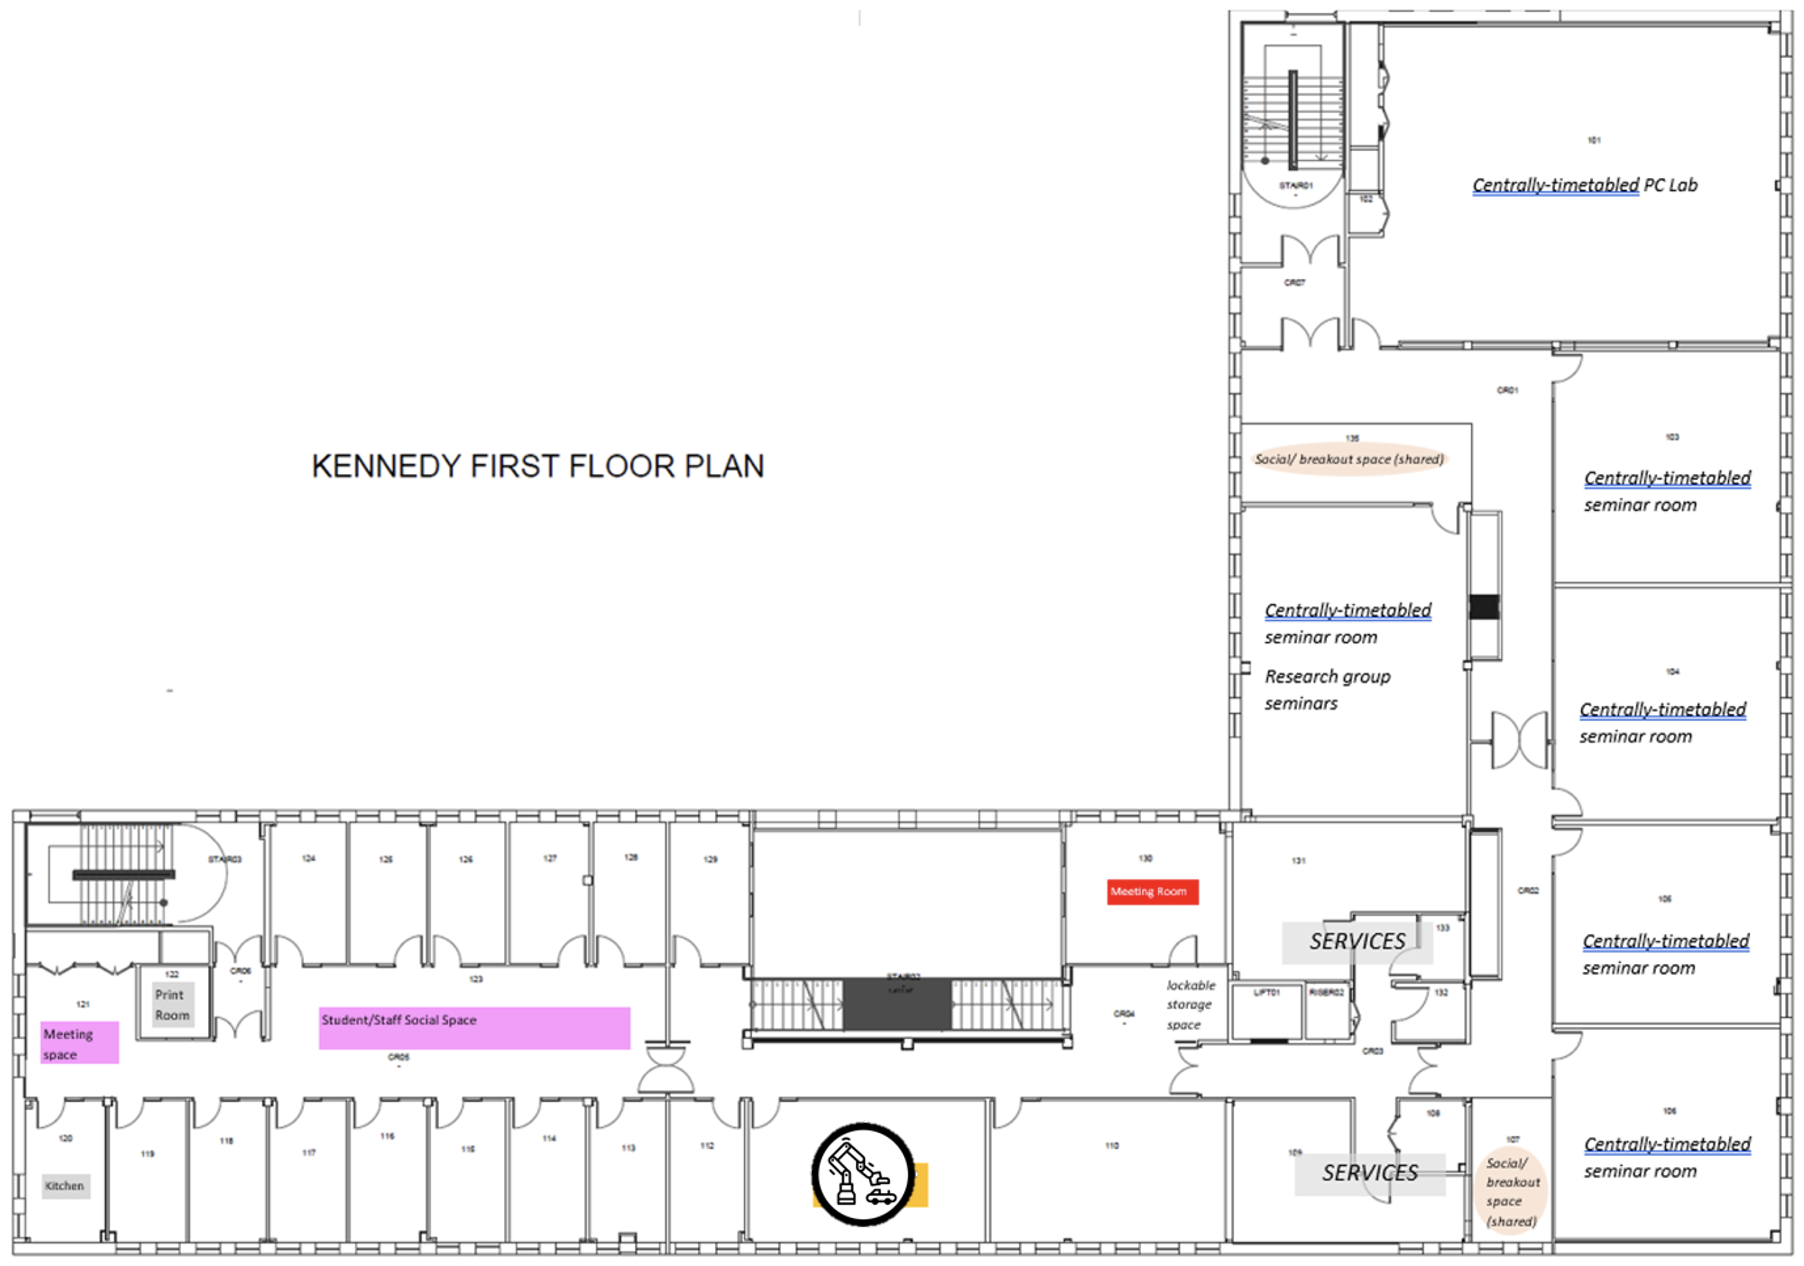 STAIR01
101
Centrally-timetabled PC Lab
102
CR07
CR01
135
Social/ breakout space (shared)
103
Centrally-timetabled
seminar room
KENNEDY FIRST FLOOR PLAN
Centrally-timetabled
seminar room
Research group
seminars
104
Centrally-timetabled
seminar room
STAIR03
124
125
126
127
128
129
130
Meeting Room
131
CR02
105
Centrally-timetabled
seminar room
SERVICES
133
122
Print
Room
CR06
123
Student/Staff Social Space
121
Meeting
space
CR05
STAIR02
CR04
lockable
storage
space
LIFT01
RISER02
132
CR03
120
Kitchen
119
118
117
116
115
114
113
112
110
109
SERVICES
108
107
Social/
breakout
space
(shared)
106
Centrally-timetabled
seminar room